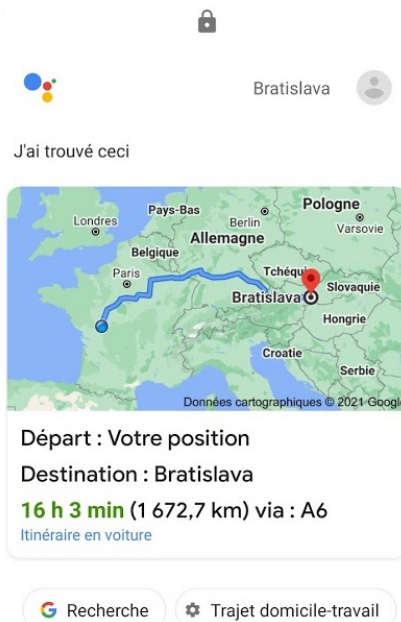 Bratislava
J'ai trouvé ceci
Pologne
Pays-Bas
Londres
Berlin
Varsovie
Allemagne
Belgique
Paris
Tchéqui
Slovaquie
Bratislava
Hongrie
Croatie
Serbie
Données cartographiques © 2021 Googl
Départ : Votre position
Destination : Bratislava
16 h 3 min (1 672,7 km) via : A6
Itinéraire en voiture
G Recherche
Trajet domicile-travail